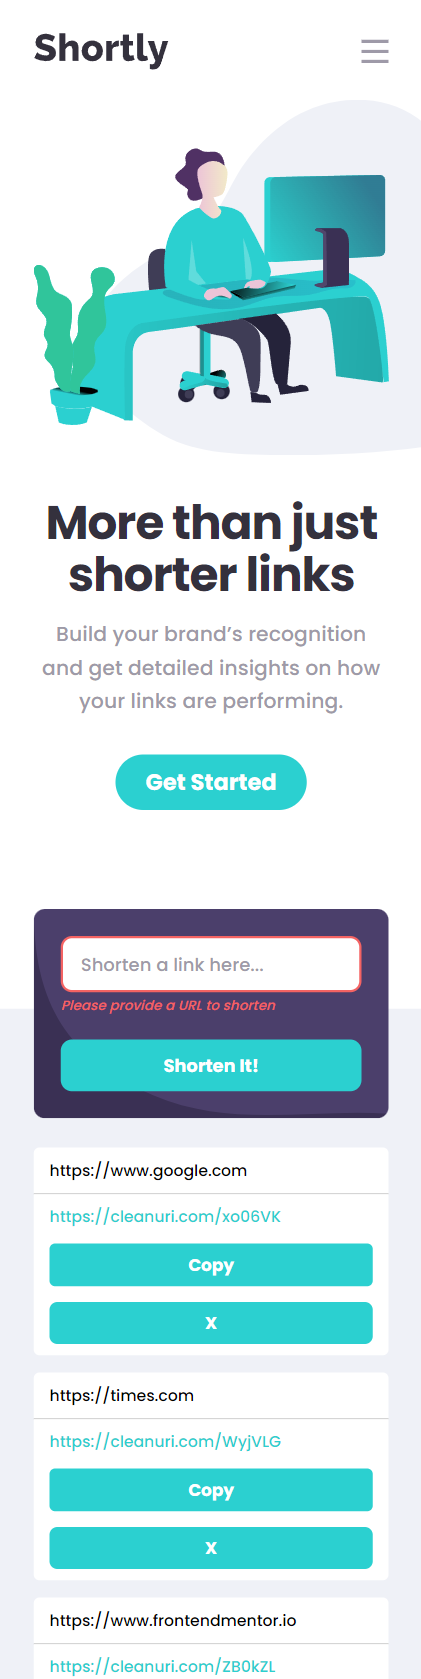 Shortly
More than just
shorter links
Build your brand’s recognition
and get detailed insights on how
your links are performing.
Get Started
Shorten a link here...
Please provide a URL to shorten
Shorten It!
https://www.google.com
https://cleanuri.com/xo06VK
Copy
X
https://times.com
https://cleanuri.com/WyjVLG
Copy
X
https://www.frontendmentor.io
https://cleanuri.com/ZB0kZL